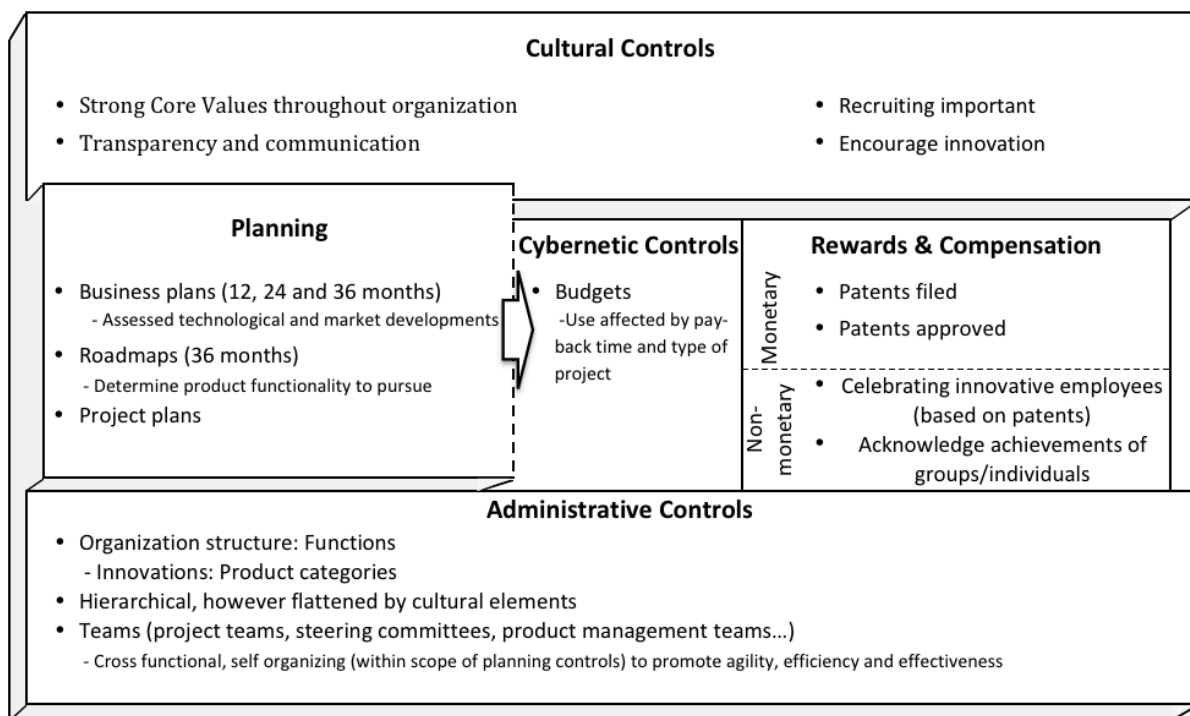 Cultural Controls
• Strong Core Values throughout organization
• Transparency and communication
• Recruiting important
• Encourage innovation
Planning
• Business plans (12, 24 and 36 months)
- Assessed technological and market developments
• Roadmaps (36 months)
- Determine product functionality to pursue
• Project plans
Cybernetic Controls
• Budgets
-Use affected by pay-
back time and type of
project
Rewards & Compensation
Monetary
• Patents filed
• Patents approved
Non-
monetary
• Celebrating innovative employees
(based on patents)
• Acknowledge achievements of
groups/individuals
Administrative Controls
• Organization structure: Functions
- Innovations: Product categories
• Hierarchical, however flattened by cultural elements
• Teams (project teams, steering committees, product management teams...)
- Cross functional, self organizing (within scope of planning controls) to promote agility, efficiency and effectiveness